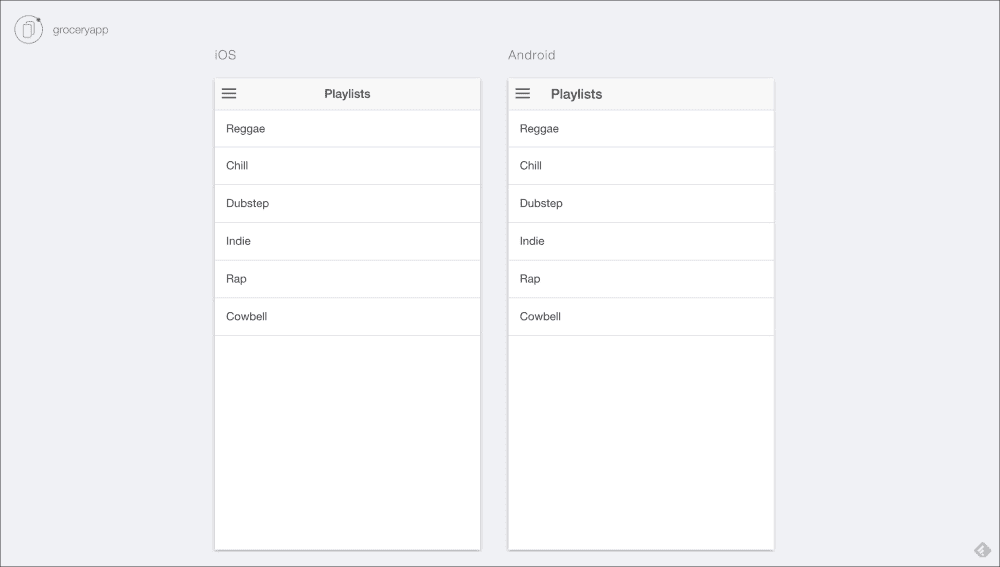 groceryapp
iOS
Playlists
Reggae
Chill
Dubstep
Indie
Rap
Cowbell
Android
Playlists
Reggae
Chill
Dubstep
Indie
Rap
Cowbell